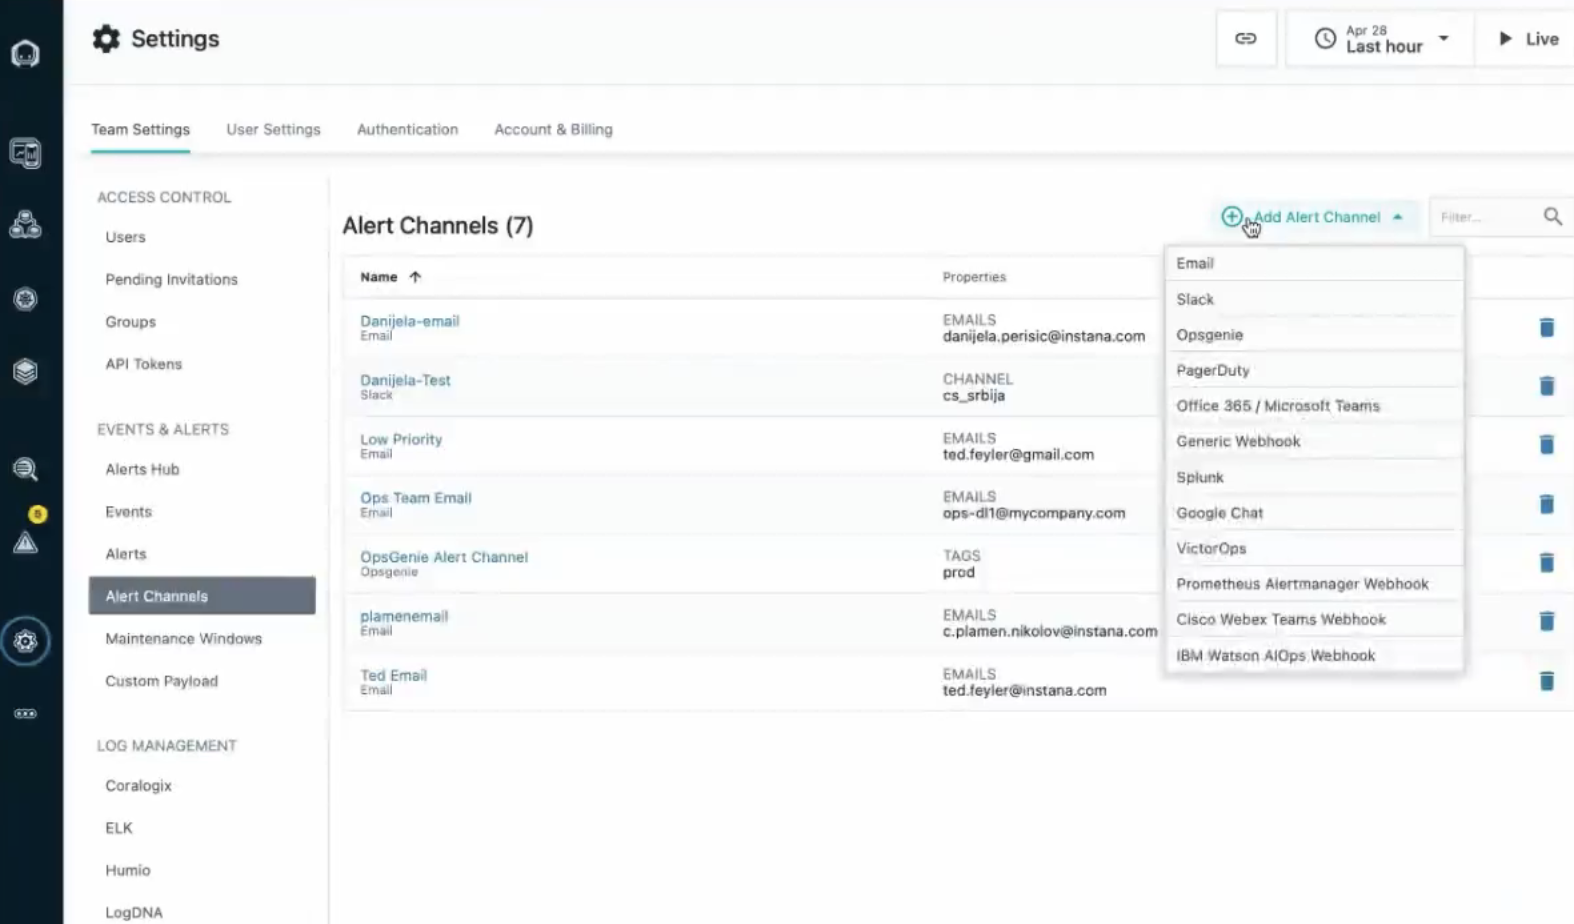 Settings
Apr 28
Last hour
Live
Team Settings
User Settings
Authentication
Account & Billing
ACCESS CONTROL
Users
Pending Invitations
Groups
API Tokens
EVENTS & ALERTS
Alerts Hub
Events
Alerts
Alert Channels
Maintenance Windows
Custom Payload
LOG MANAGEMENT
Coralogix
ELK
Humio
LogDNA
5
Alert Channels (7)
Add Alert Channel
Filter...
Name
Properties
Danijela-email
Email
EMAILS
danijela.perisic@instana.com
Danijela-Test
Slack
CHANNEL
cs_srbija
Low Priority
Email
EMAILS
ted.feyler@gmail.com
Ops Team Email
Email
EMAILS
ops-dl1@mycompany.com
OpsGenie Alert Channel
Opsgenie
TAGS
prod
plamenemail
Email
EMAILS
c.plamen.nikolov@instana.com
Ted Email
Email
EMAILS
ted.feyler@instana.com
Email
Slack
Opsgenie
PagerDuty
Office 365 / Microsoft Teams
Generic Webhook
Splunk
Google Chat
VictorOps
Prometheus Alertmanager Webhook
Cisco Webex Teams Webhook
IBM Watson AIOps Webhook